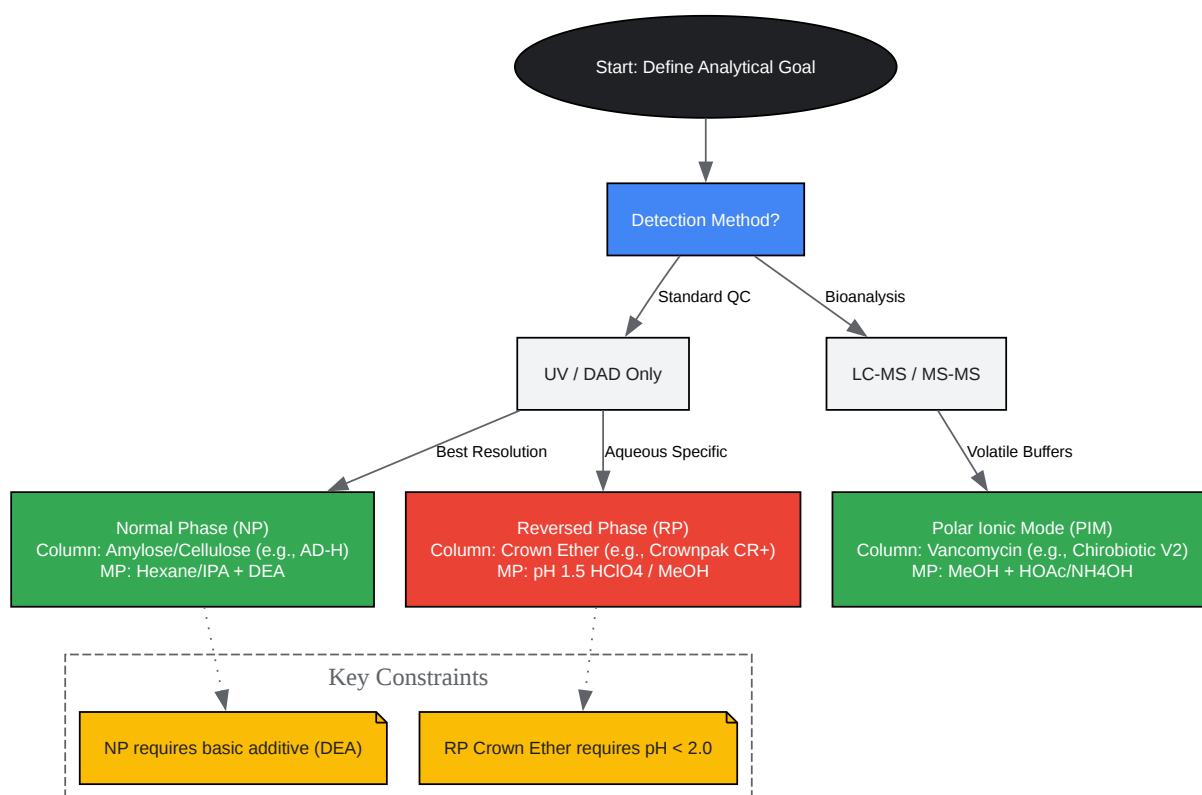 Start: Define Analytical Goal
Detection Method?
Standard QC
Bioanalysis
UV / DAD Only
LC-MS / MS-MS
Best Resolution
Aqueous Specific
Volatile Buffers
Normal Phase (NP)
Column: Amylose/Cellulose (e.g., AD-H)
MP: Hexane/IPA + DEA
Reversed Phase (RP)
Column: Crown Ether (e.g., Crownpak CR+)
MP: pH 1.5 HClO4 / MeOH
Polar Ionic Mode (PIM)
Column: Vancomycin (e.g., Chirobiotic V2)
MP: MeOH + HOAc/NH4OH
Key Constraints
NP requires basic additive (DEA)
RP Crown Ether requires pH < 2.0